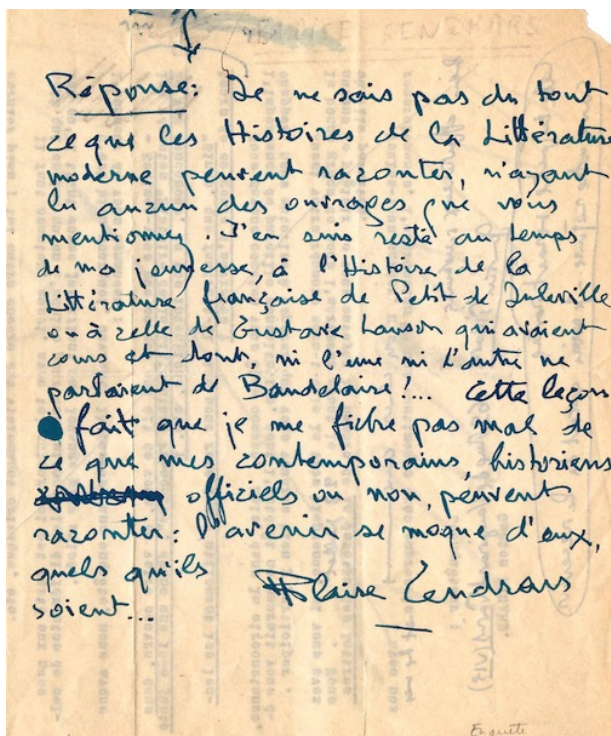 Réponse: Je ne sais pas du tout
ce que les Histoires de la Littérature
moderne peuvent raconter, n'ayant
lu aucun des ouvrages que vous
mentionnez. J'en suis resté au temps
de ma jeunesse, à l'Histoire de la
Littérature française de Petit de Julleville
ou à celle de Gustave Lanson qui avaient
cours et dont, ni l'une ni l'autre ne
parlaient de Baudelaire!... Cette leçon
fait que je me fiche pas mal de
ce que mes contemporains, historiens
officiels ou non, peuvent
raconter: l'avenir se moque d'eux,
quels qu'ils
soient...
Blaise Cendrars
Enquete